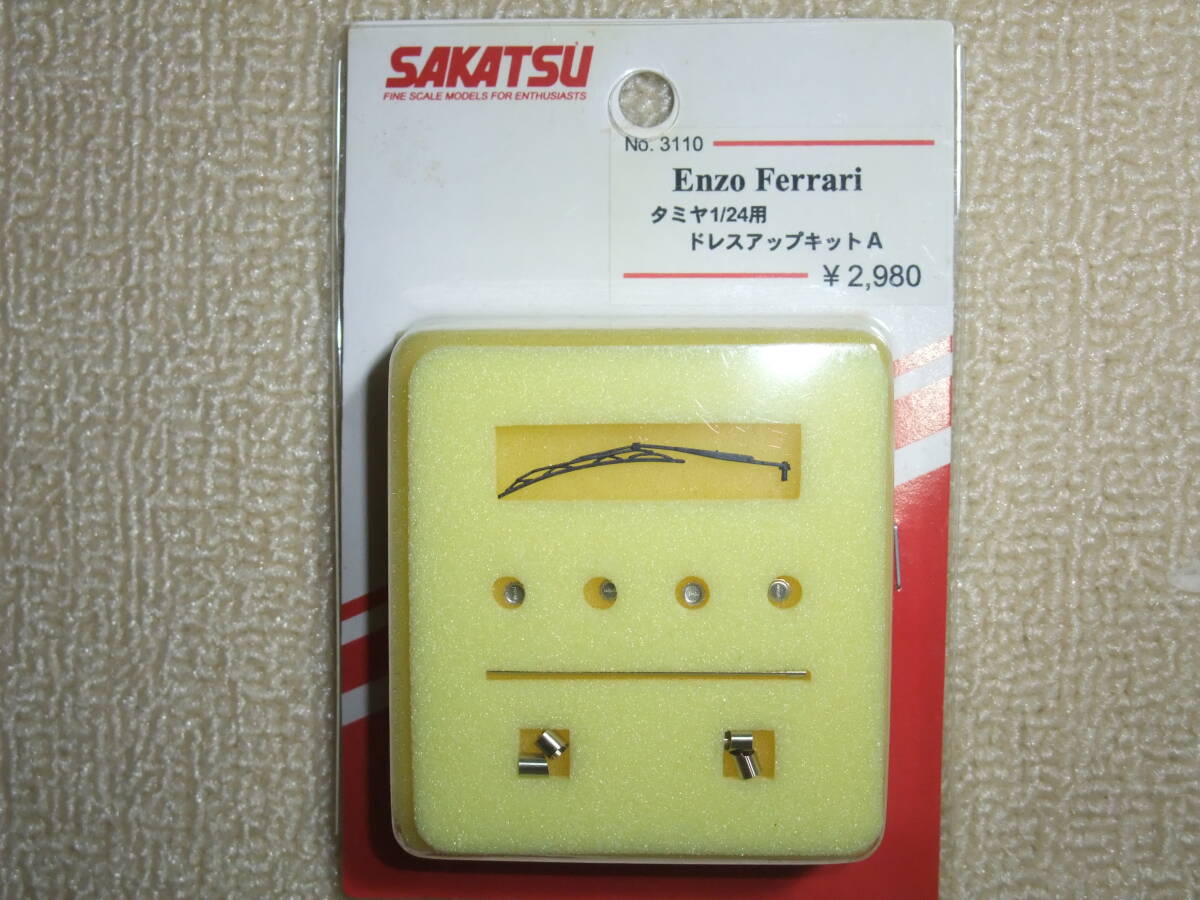 SAKATSU
FINE SCALE MODELS FOR ENTHUSIASTS
No. 3110
Enzo Ferrari
タミヤ1/24用
ドレスアップキットA
¥2,980